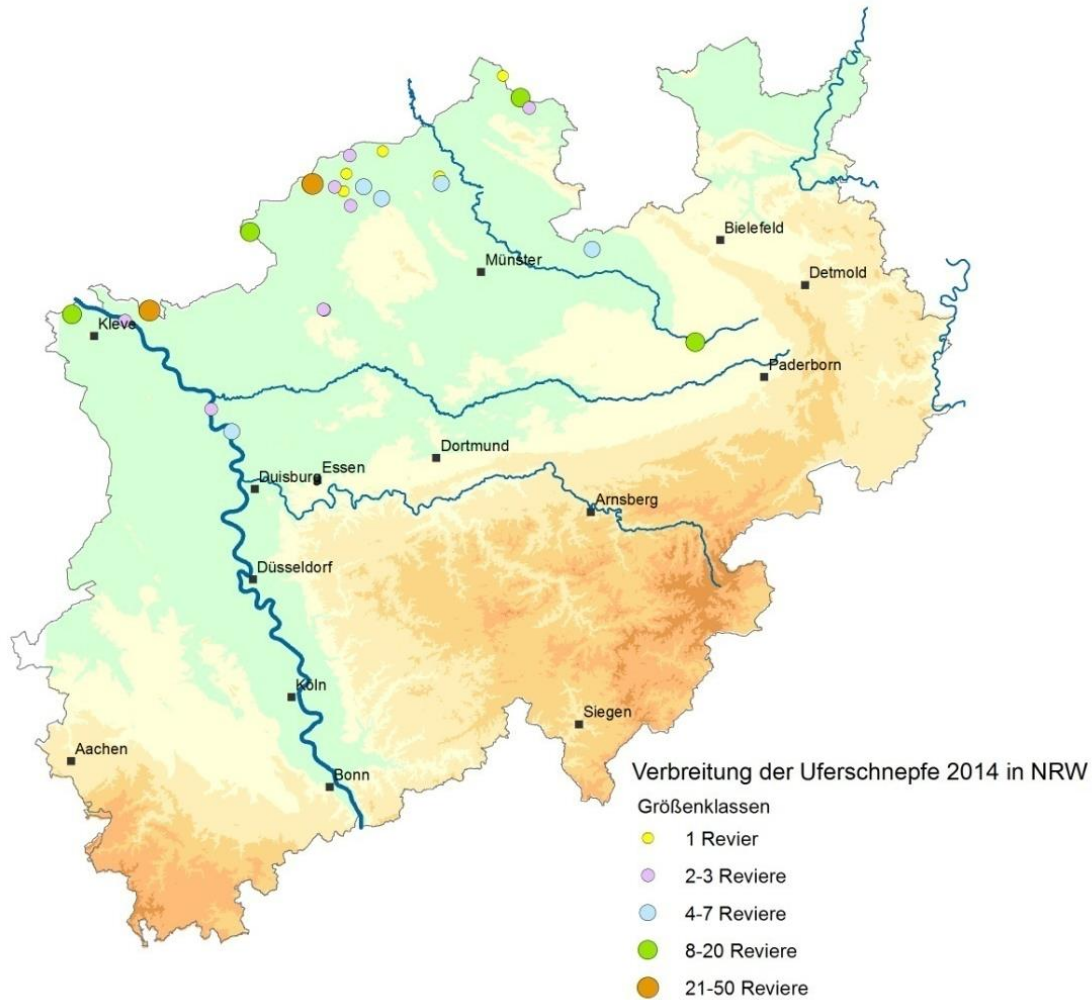 Bielefeld
Münster
Detmold
Kleve
Paderborn
Dortmund
Essen
Duisburg
Arnsberg
Düsseldorf
Köln
Siegen
Aachen
Bonn
Verbreitung der Uferschnepfe 2014 in NRW
Größenklassen
1 Revier
2-3 Reviere
4-7 Reviere
8-20 Reviere
21-50 Reviere